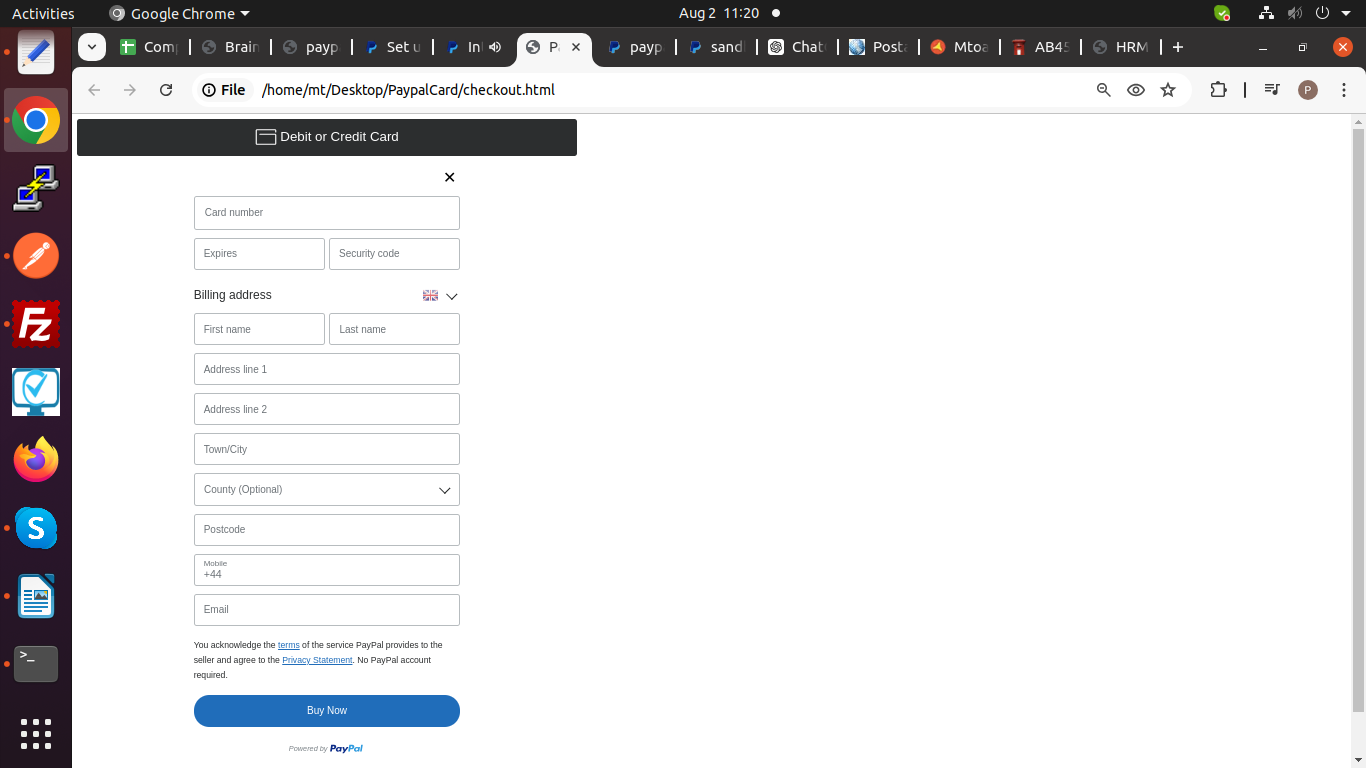 Activities Google Chrome Aug 2 11:20
Comp Brain payp Set u Inl P paypa sandl Chat Posta Mtoa AB45 HRM
File /home/mt/Desktop/PaypalCard/checkout.html P
Debit or Credit Card
Card number
Expires Security code
Billing address
First name Last name
Address line 1
Address line 2
Town/City
County (Optional)
Postcode
Mobile
+44
Email
You acknowledge the terms of the service PayPal provides to the
seller and agree to the Privacy Statement. No PayPal account
required.
Buy Now
Powered by PayPal